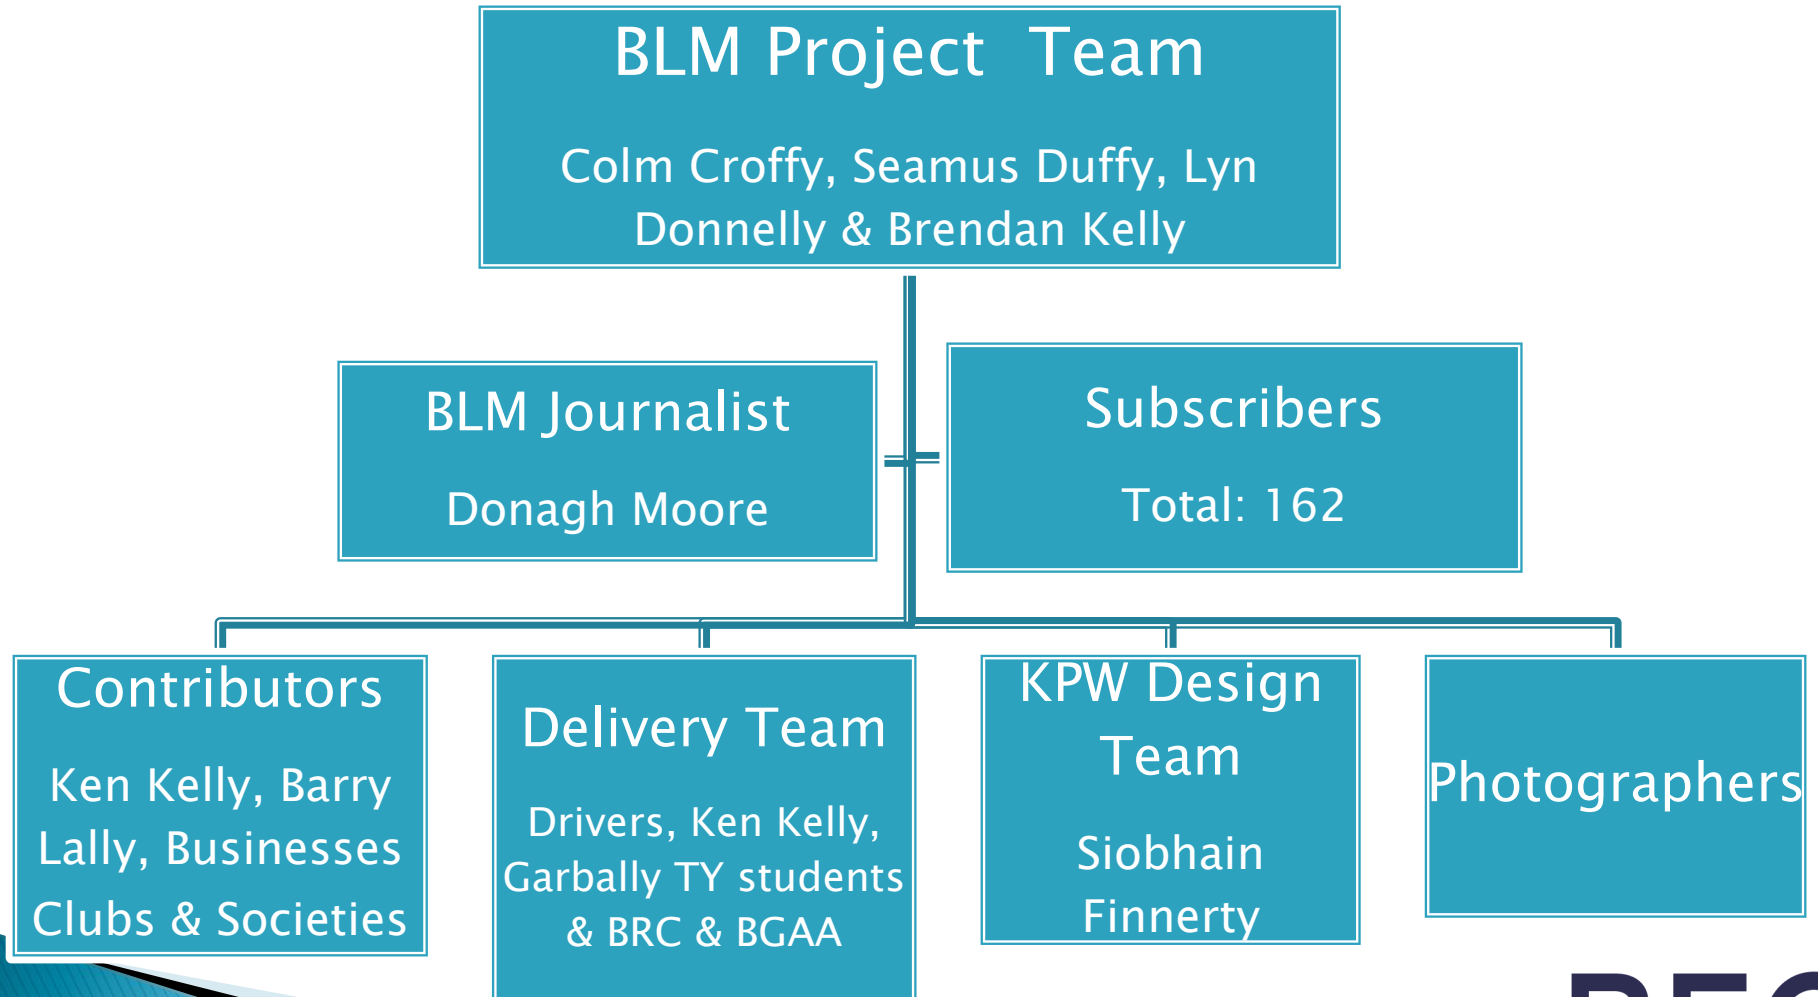 BLM Project Team
Colm Croffy, Seamus Duffy, Lyn
Donnelly & Brendan Kelly
BLM Journalist
Donagh Moore
Subscribers
Total: 162
Contributors
Ken Kelly, Barry
Lally, Businesses
Clubs & Societies
Delivery Team
Drivers, Ken Kelly,
Garbally TY students
& BRC & BGAA
KPW Design
Team
Siobhain
Finnerty
Photographers